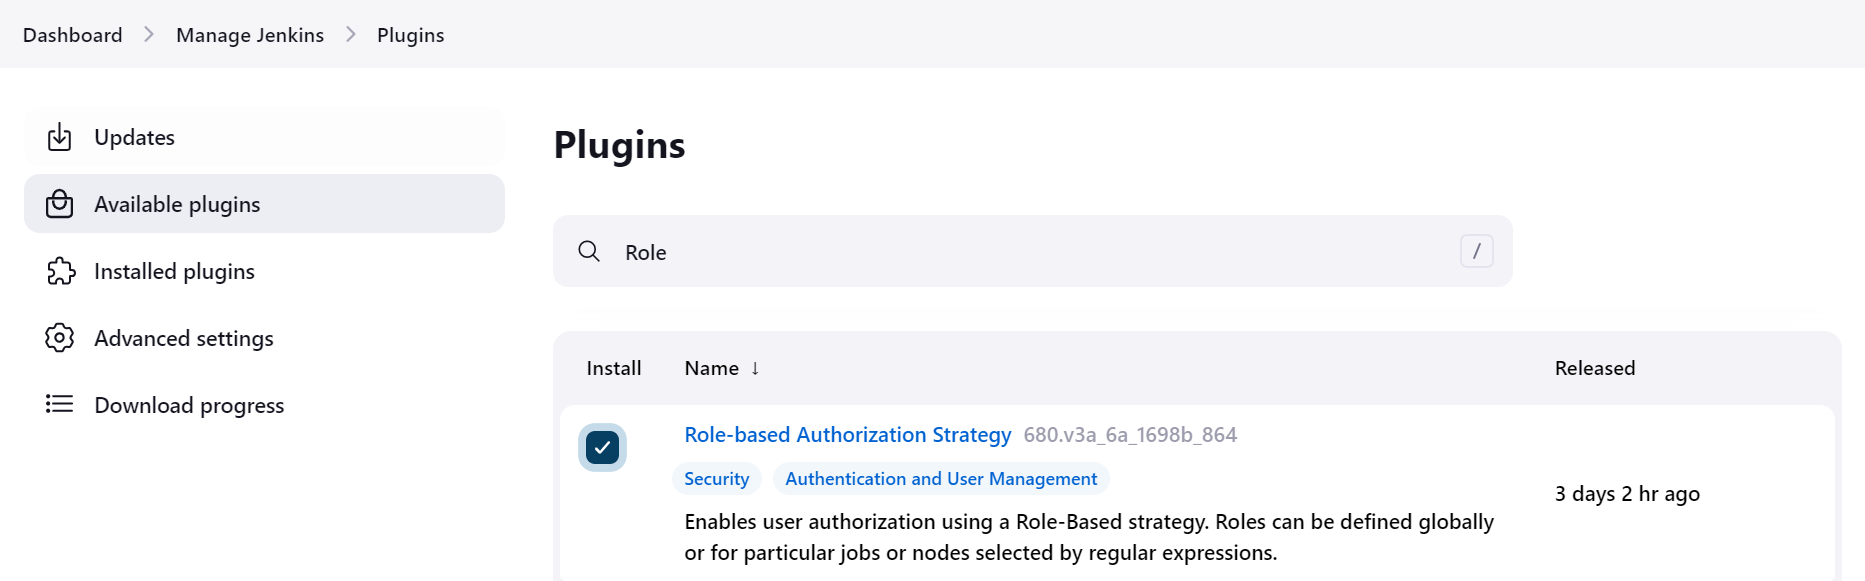 Dashboard > Manage Jenkins > Plugins
Updates
Available plugins
Installed plugins
Advanced settings
Download progress
Plugins
Role /
Install Name ↓ Released
Role-based Authorization Strategy 680.v3a_6a_1698b_864
Security Authentication and User Management
Enables user authorization using a Role-Based strategy. Roles can be defined globally
or for particular jobs or nodes selected by regular expressions.
3 days 2 hr ago